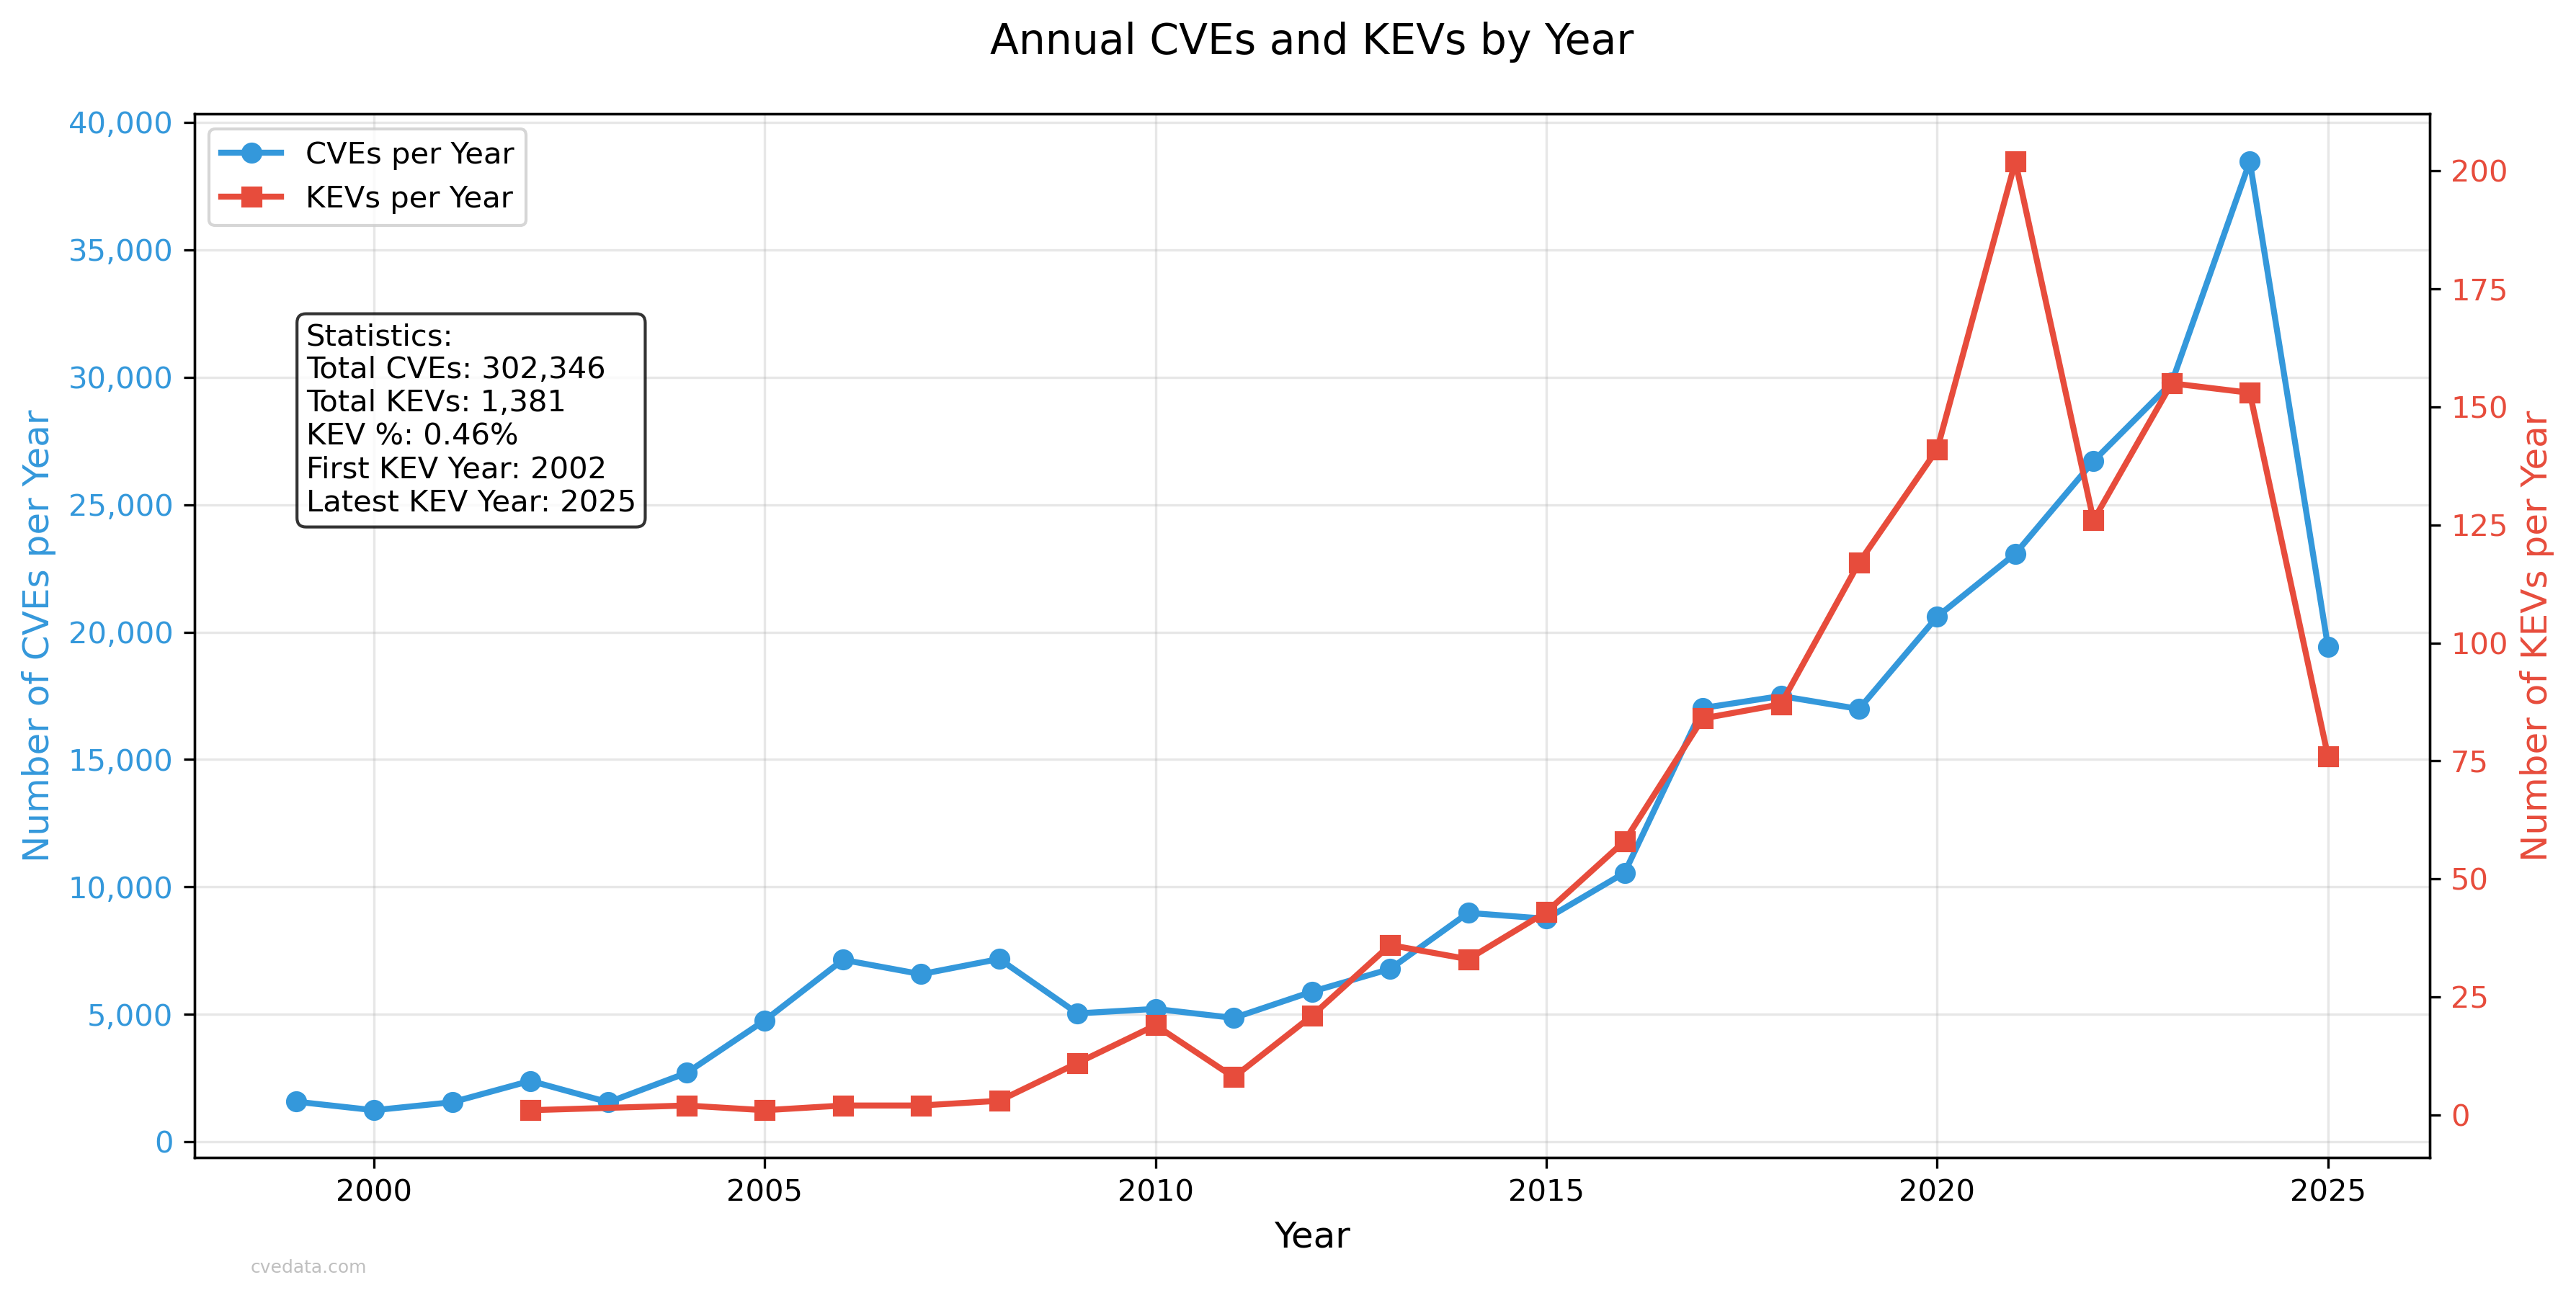 Annual CVEs and KEVs by Year
CVEs per Year
KEVs per Year
Statistics:
Total CVEs: 302,346
Total KEVs: 1,381
KEV %: 0.46%
First KEV Year: 2002
Latest KEV Year: 2025
Number of CVEs per Year
40,000
35,000
30,000
25,000
20,000
15,000
10,000
5,000
0
Number of KEVs per Year
200
175
150
125
100
75
50
25
0
2000
2005
2010
2015
2020
2025
Year
cvedata.com